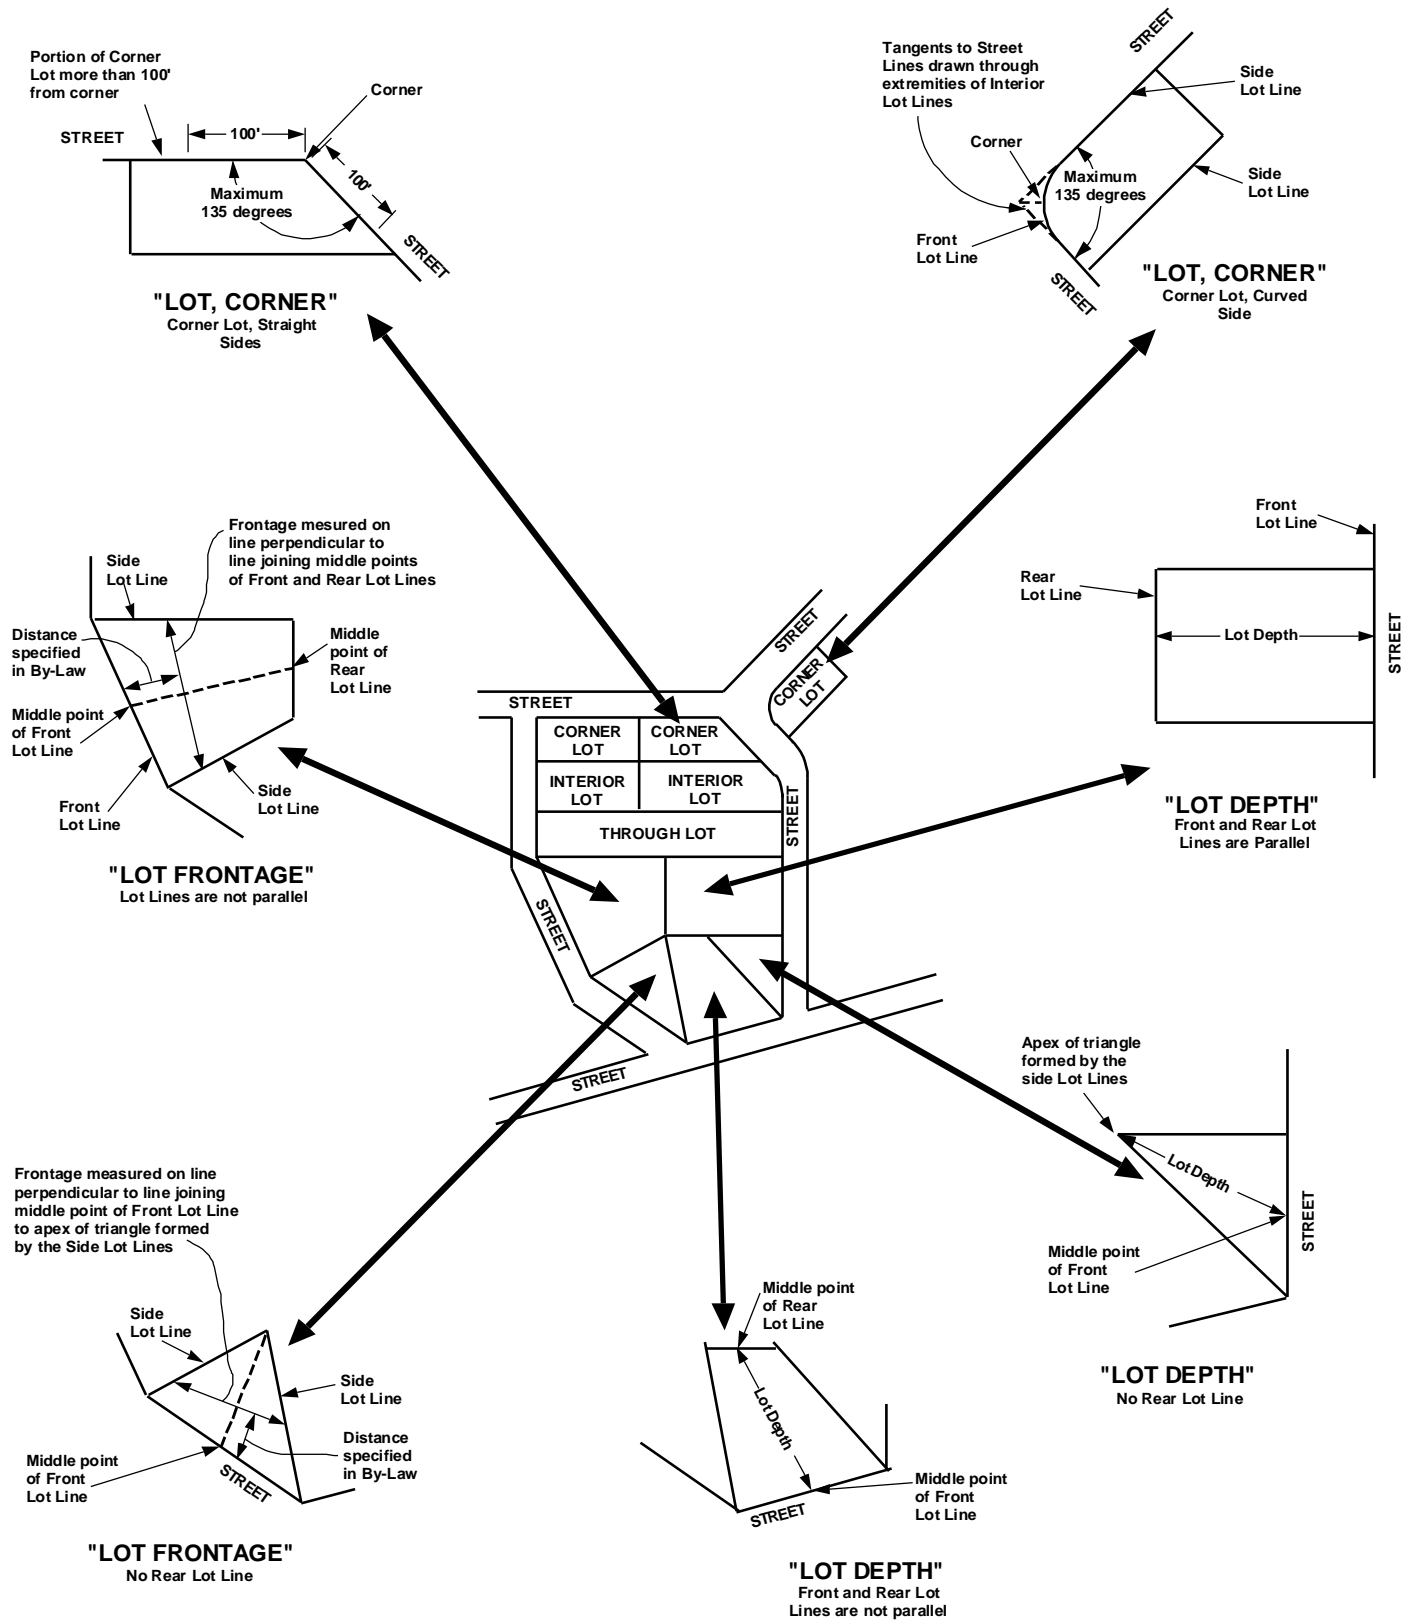 Portion of Corner
Lot more than 100'
from corner
Corner
STREET
100'
100'
Maximum
135 degrees
STREET
"LOT, CORNER"
Corner Lot, Straight
Sides
STREET
Tangents to Street
Lines drawn through
extremities of Interior
Lot Lines
Side
Lot Line
Corner
Maximum
135 degrees
Side
Lot Line
Front
Lot Line
STREET
"LOT, CORNER"
Corner Lot, Curved
Side
Frontage mesured on
line perpendicular to
line joining middle points
of Front and Rear Lot Lines
Side
Lot Line
Distance
specified
in By-Law
Middle
point of
Rear
Lot Line
Middle point
of Front
Lot Line
Side
Lot Line
Front
Lot Line
"LOT FRONTAGE"
Lot Lines are not parallel
Front
Lot Line
Rear
Lot Line
Lot Depth
STREET
"LOT DEPTH"
Front and Rear Lot
Lines are Parallel
STREET
CORNER
LOT
STREET
CORNER
LOT
CORNER
LOT
INTERIOR
LOT
INTERIOR
LOT
STREET
THROUGH LOT
STREET
STREET
Apex of triangle
formed by the
side Lot Lines
Lot Depth
STREET
Middle point
of Front
Lot Line
"LOT DEPTH"
No Rear Lot Line
Frontage measured on line
perpendicular to line joining
middle point of Front Lot Line
to apex of triangle formed
by the Side Lot Lines
Side
Lot Line
Side
Lot Line
Distance
specified
in By-Law
Middle point
of Front
Lot Line
STREET
"LOT FRONTAGE"
No Rear Lot Line
Middle point
of Rear
Lot Line
Lot Depth
Middle point
of Front
Lot Line
STREET
"LOT DEPTH"
Front and Rear Lot
Lines are not parallel